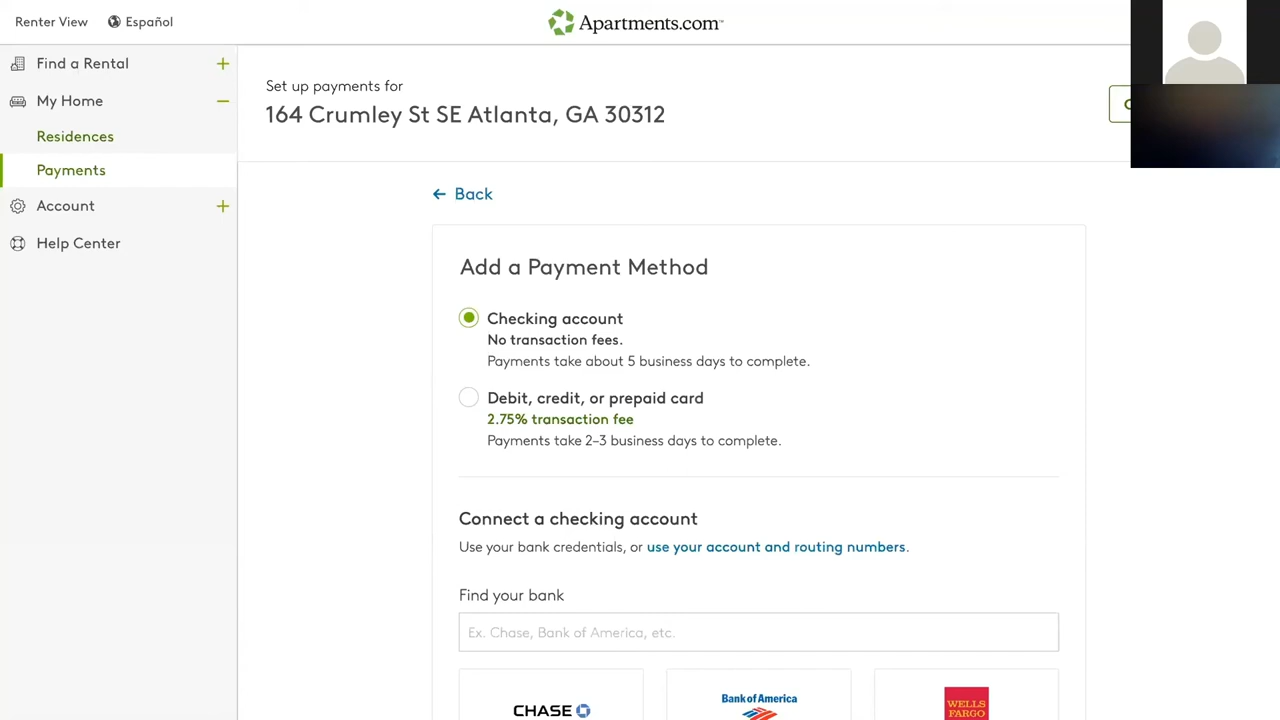 Renter View
Español
Apartments.com
Find a Rental
My Home
Residences
Payments
Account
Help Center
Set up payments for
164 Crumley St SE Atlanta, GA 30312
← Back
Add a Payment Method
Checking account
No transaction fees.
Payments take about 5 business days to complete.
Debit, credit, or prepaid card
2.75% transaction fee
Payments take 2–3 business days to complete.
Connect a checking account
Use your bank credentials, or use your account and routing numbers.
Find your bank
Ex. Chase, Bank of America, etc.
CHASE
Bank of America
WELLS
FARGO